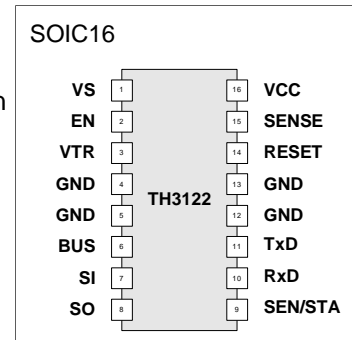 SOIC16
n
VS 1 16 VCC
EN 2 15 SENSE
VTR 3 14 RESET
GND 4 13 GND
TH3122
GND 5 12 GND
BUS 6 11 TxD
SI 7 10 RxD
SO 8 9 SEN/STA